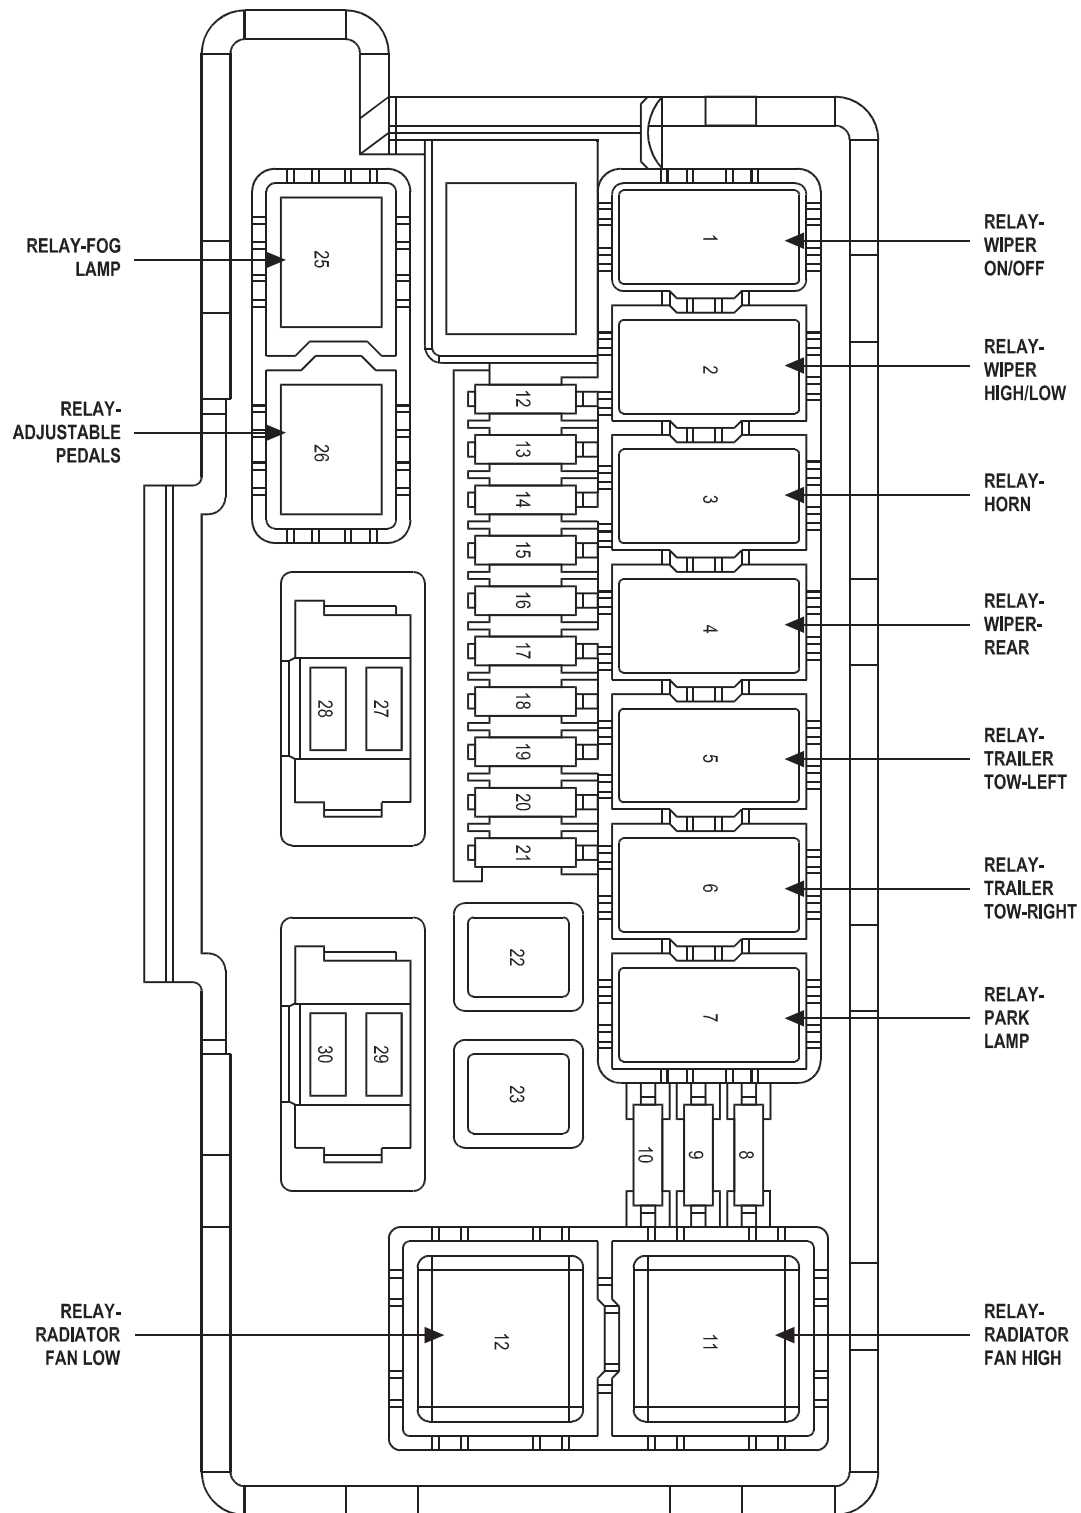 RELAY-FOG
LAMP
RELAY-
ADJUSTABLE
PEDALS
RELAY-
RADIATOR
FAN LOW
25
26
28
27
30
29
12
13
14
15
16
17
18
19
20
21
22
23
1
2
3
4
5
6
7
10
9
8
12
11
RELAY-
WIPER
ON/OFF
RELAY-
WIPER
HIGH/LOW
RELAY-
HORN
RELAY-
WIPER-
REAR
RELAY-
TRAILER
TOW-LEFT
RELAY-
TRAILER
TOW-RIGHT
RELAY-
PARK
LAMP
RELAY-
RADIATOR
FAN HIGH